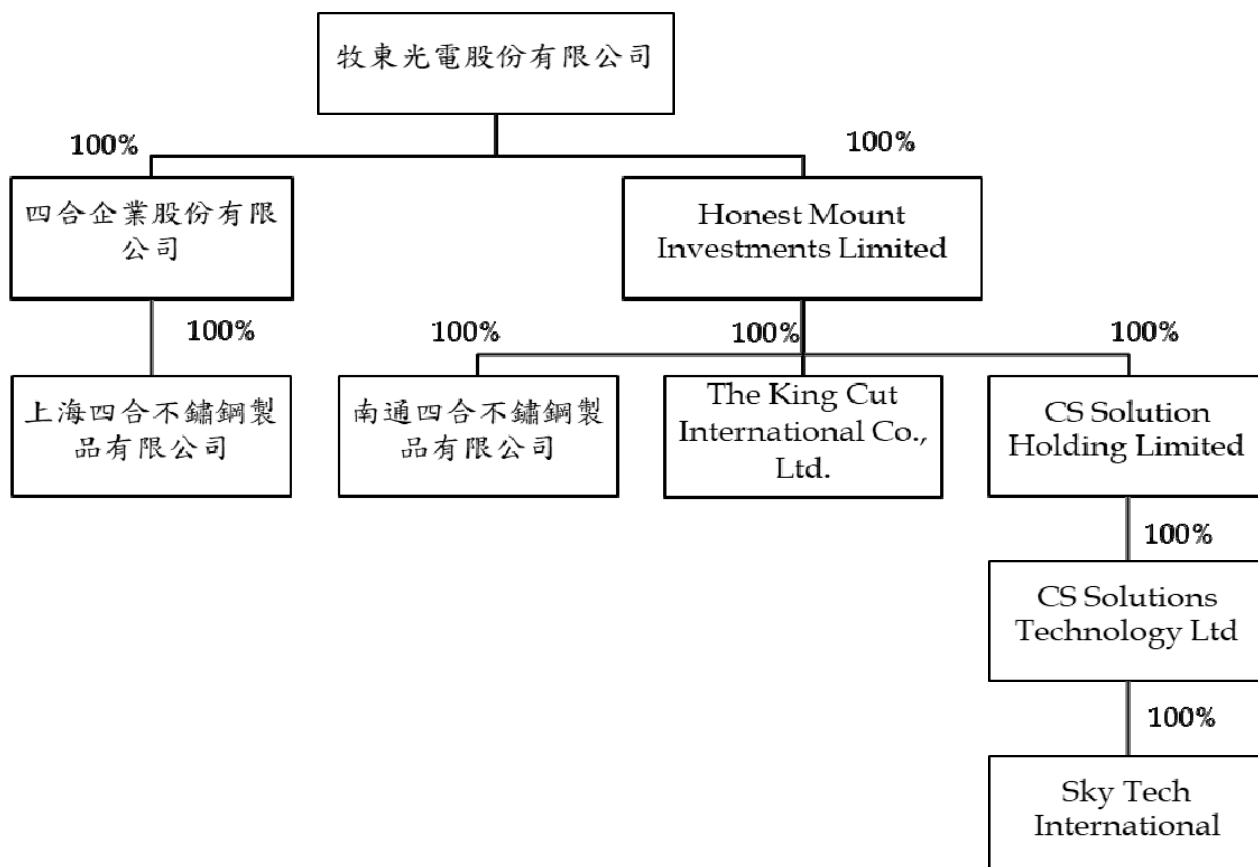 牧東光電股份有限公司
100%
100%
四合企業股份有限
公司
Honest Mount
Investments Limited
100%
100%
100%
100%
上海四合不鏽鋼製
品有限公司
南通四合不鏽鋼製
品有限公司
The King Cut
International Co.,
Ltd.
CS Solution
Holding Limited
100%
CS Solutions
Technology Ltd
100%
Sky Tech
International